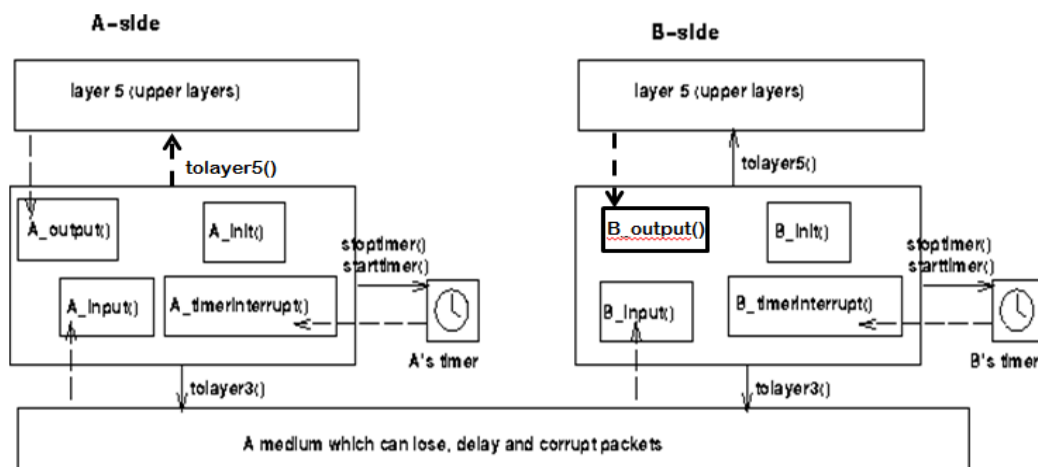 A-side
B-side
layer 5 (upper layers)
layer 5 (upper layers)
tolayer5()
tolayer5()
A_output()
A_init()
B_output()
B_init()
stoptimer()
starttimer()
stoptimer()
starttimer()
A_input()
A_timerinterrupt()
B_input()
B_timerinterrupt()
A's timer
B's timer
tolayer3()
tolayer3()
A medium which can lose, delay and corrupt packets